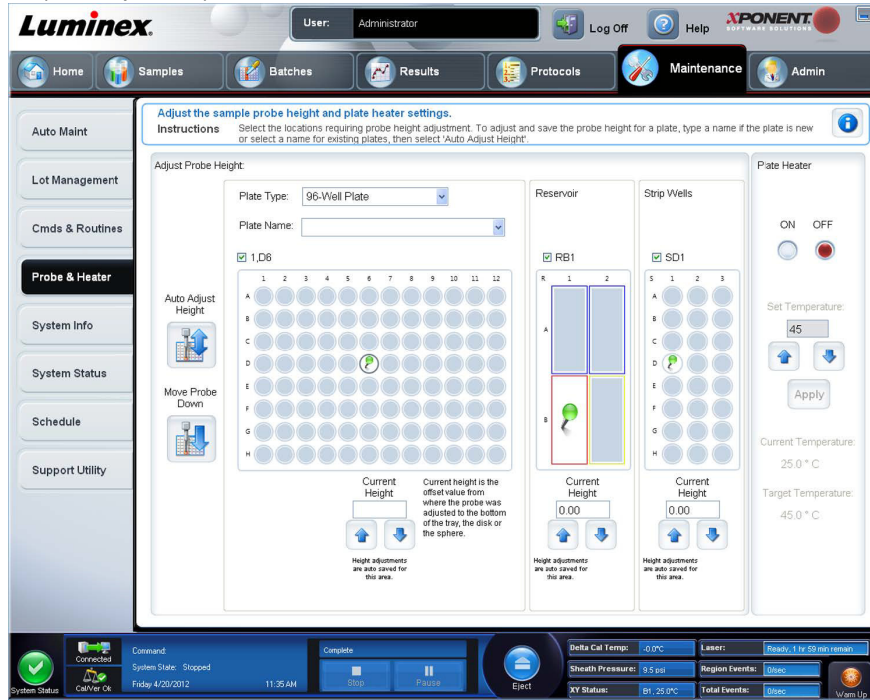 Luminex.
User: Administrator
Log Off
Help
XPONENT.
SOFTWARE SOLUTIONS
Home
Samples
Batches
Results
Protocols
Maintenance
Admin
Auto Maint
Lot Management
Cmds & Routines
Probe & Heater
System Info
System Status
Schedule
Support Utility
Adjust the sample probe height and plate heater settings.
Instructions Select the locations requiring probe height adjustment. To adjust and save the probe height for a plate, type a name if the plate is new
or select a name for existing plates, then select 'Auto Adjust Height'.
Adjust Probe Height:
Auto Adjust
Height
Move Probe
Down
Plate Type: 96-Well Plate
Plate Name:
1,D6
1 2 3 4 5 6 7 8 9 10 11 12
A
B
C
D
E
F
G
H
Current
Height
Current height is the
offset value from
where the probe was
adjusted to the bottom
of the tray, the disk or
the sphere.
Height adjustments
are auto saved for
this area.
Reservoir
RB1
R 1 2
A
B
Current
Height
0.00
Height adjustments
are auto saved for
this area.
Strip Wells
SD1
S 1 2 3
A
B
C
D
E
F
G
H
Current
Height
0.00
Height adjustments
are auto saved for
this area.
Plate Heater
ON OFF
Set Temperature:
45
Apply
Current Temperature:
25.0 ° C
Target Temperature:
45.0 ° C
System Status
Connected
Cal/Ver Ok
Command:
System State: Stopped
Friday 4/20/2012 11:35 AM
Complete
Stop
Pause
Eject
Delta Cal Temp: -0.0°C
Sheath Pressure: 9.5 psi
XY Status: B1, 25.0°C
Laser: Ready, 1 hr 59 min remain
Region Events: 0/sec
Total Events: 0/sec
Warm Up